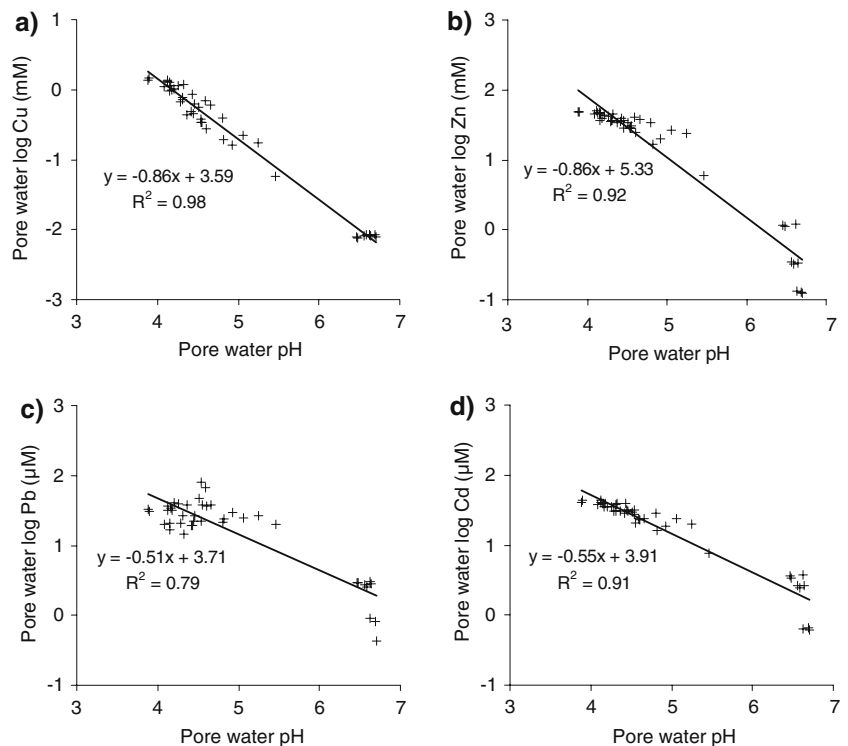 a)
Pore water log Cu (mM)
1
0
-1
-2
-3
y = -0.86x + 3.59
R² = 0.98
3 4 5 6 7
Pore water pH
b)
Pore water log Zn (mM)
3
2
1
0
-1
y = -0.86x + 5.33
R² = 0.92
3 4 5 6 7
Pore water pH
c)
Pore water log Pb (µM)
3
2
1
0
-1
y = -0.51x + 3.71
R² = 0.79
3 4 5 6 7
Pore water pH
d)
Pore water log Cd (µM)
3
2
1
0
-1
y = -0.55x + 3.91
R² = 0.91
3 4 5 6 7
Pore water pH